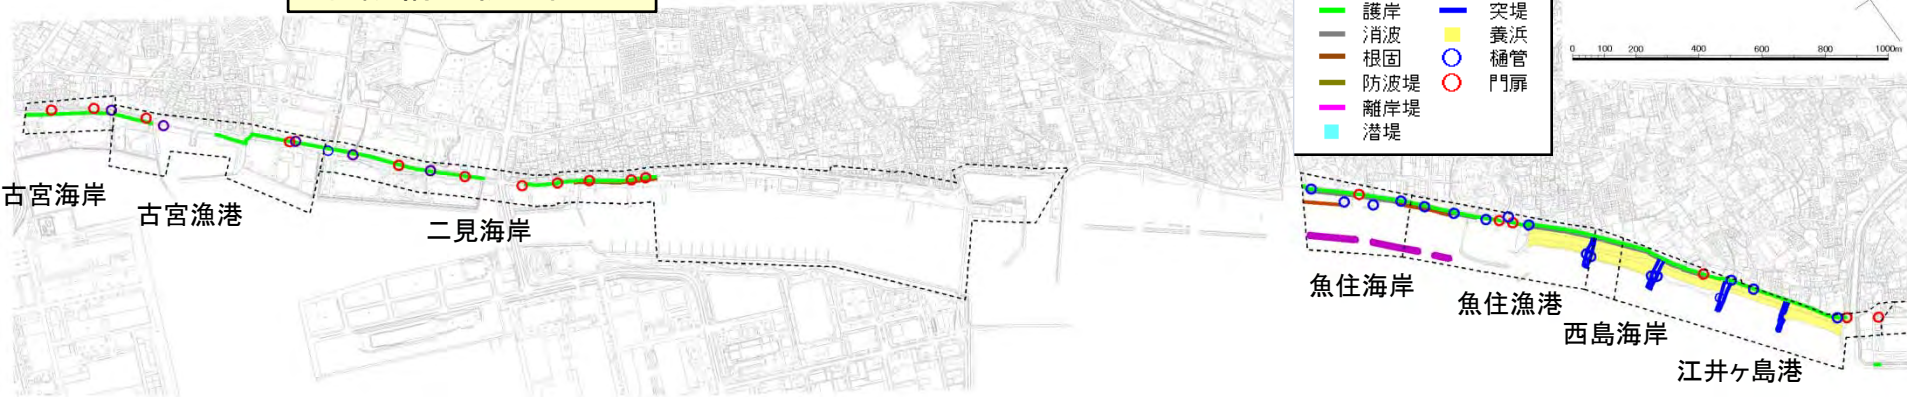 護岸 突堤
消波 養浜
根固 樋管
防波堤 門扉
離岸堤
潜堤
0 100 200 400 600 800 1000m
古宮海岸
古宮漁港
二見海岸
魚住海岸
魚住漁港
西島海岸
江井ヶ島港